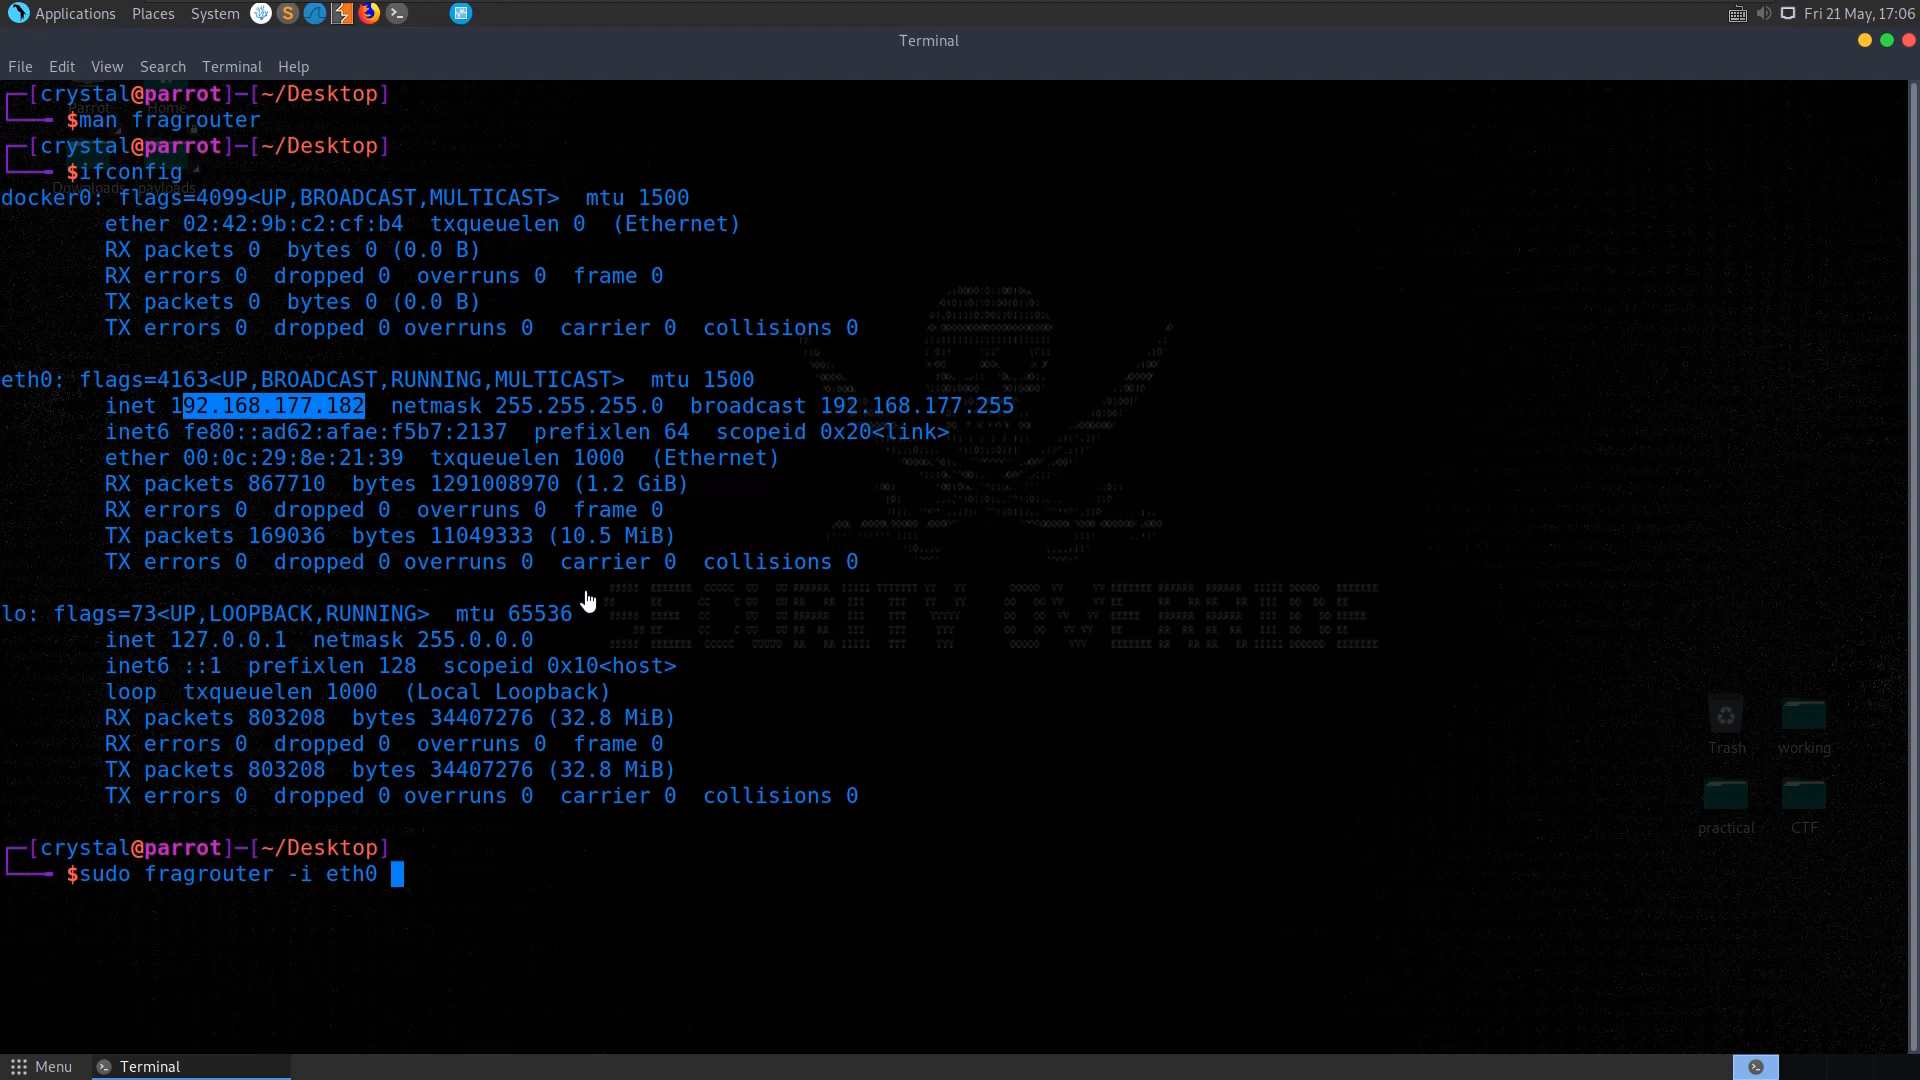 Applications Places System Fri 21 May, 17:06
Terminal
File Edit View Search Terminal Help
[crystal@parrot]-[~/Desktop]
$man fragrouter
[crystal@parrot]-[~/Desktop]
$ifconfig
docker0: flags=4099<UP,BROADCAST,MULTICAST>  mtu 1500
ether 02:42:9b:c2:cf:b4  txqueuelen 0  (Ethernet)
RX packets 0  bytes 0 (0.0 B)
RX errors 0  dropped 0  overruns 0  frame 0
TX packets 0  bytes 0 (0.0 B)
TX errors 0  dropped 0 overruns 0  carrier 0  collisions 0
eth0: flags=4163<UP,BROADCAST,RUNNING,MULTICAST>  mtu 1500
inet 192.168.177.182  netmask 255.255.255.0  broadcast 192.168.177.255
inet6 fe80::ad62:afae:f5b7:2137  prefixlen 64  scopeid 0x20<link>
ether 00:0c:29:8e:21:39  txqueuelen 1000  (Ethernet)
RX packets 867710  bytes 1291008970 (1.2 GiB)
RX errors 0  dropped 0  overruns 0  frame 0
TX packets 169036  bytes 11049333 (10.5 MiB)
TX errors 0  dropped 0 overruns 0  carrier 0  collisions 0
lo: flags=73<UP,LOOPBACK,RUNNING>  mtu 65536
inet 127.0.0.1  netmask 255.0.0.0
inet6 ::1  prefixlen 128  scopeid 0x10<host>
loop  txqueuelen 1000  (Local Loopback)
RX packets 803208  bytes 34407276 (32.8 MiB)
RX errors 0  dropped 0  overruns 0  frame 0
TX packets 803208  bytes 34407276 (32.8 MiB)
TX errors 0  dropped 0 overruns 0  carrier 0  collisions 0
[crystal@parrot]-[~/Desktop]
$sudo fragrouter -i eth0
Parrot Home
Downloads payloads
SECURITY OVERRIDE
Trash working
practical CTF
Menu Terminal